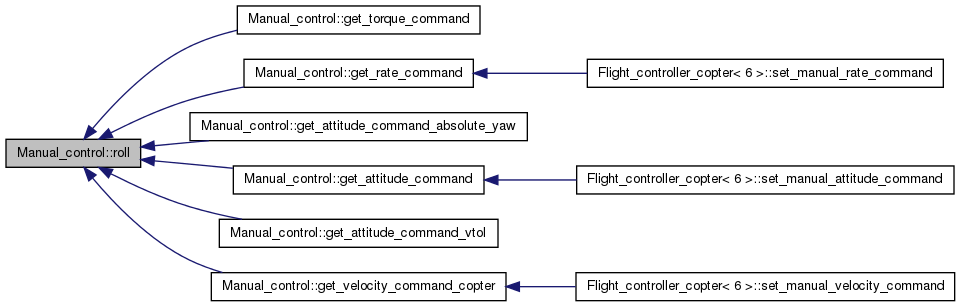 Manual_control::get_torque_command
Manual_control::get_rate_command
Flight_controller_copter< 6 >::set_manual_rate_command
Manual_control::get_attitude_command_absolute_yaw
Manual_control::roll
Manual_control::get_attitude_command
Flight_controller_copter< 6 >::set_manual_attitude_command
Manual_control::get_attitude_command_vtol
Manual_control::get_velocity_command_copter
Flight_controller_copter< 6 >::set_manual_velocity_command